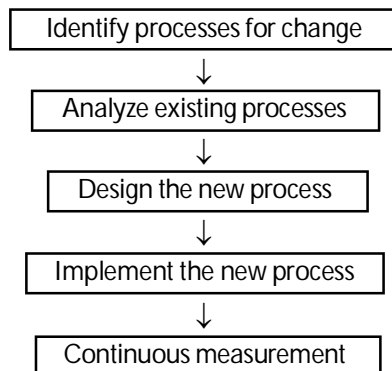 Identify processes for change
↓
Analyze existing processes
↓
Design the new process
↓
Implement the new process
↓
Continuous measurement